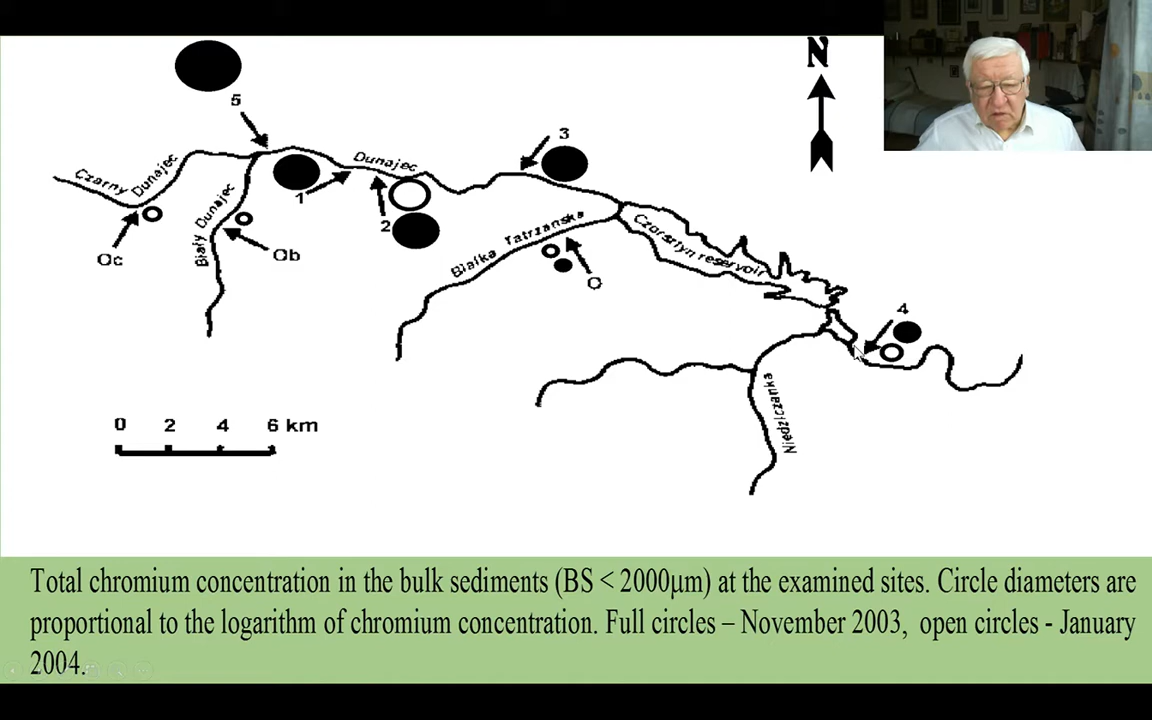 N
5
Czarny Dunajec
1
Dunajec
3
2
Biały Dunajec
Oc
Ob
Białka Tatrzańska
O
Czorsztyn reservoir
4
Niedziczanka
0 2 4 6 km
Total chromium concentration in the bulk sediments (BS < 2000μm) at the examined sites. Circle diameters are
proportional to the logarithm of chromium concentration. Full circles – November 2003, open circles - January
2004.